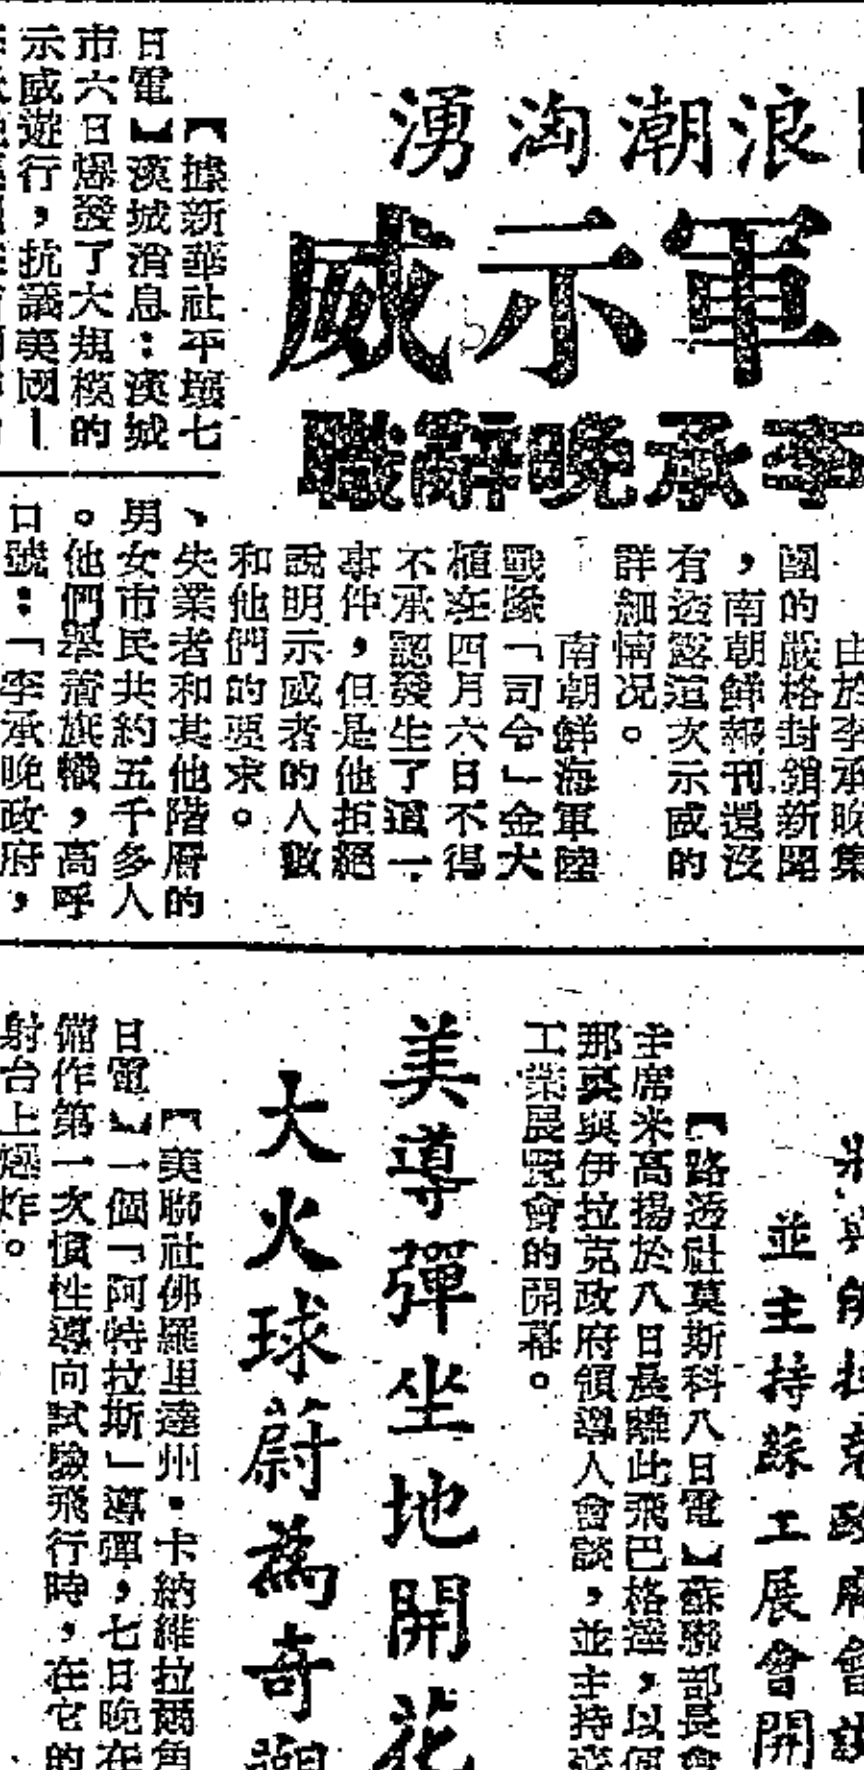 浪潮洶湧
軍示威
李承晚辭職
由於李承晚集
團的嚴格封鎖新聞
，南朝鮮報刊還沒
有透露這次示威的
詳細情况。
南朝鮮海軍陸
戰隊「司令」金大
植在四月六日不得
不承認發生了這一
事件，但是他拒絕
說明示威者的人數
和他們的要求。
【據新華社平壤七
日電】漢城消息：漢城
市六日爆發了大規模的
示威遊行，抗議美國—
、失業者和其他階層的
男女市民共約五千多人
。他們舉着旗幟，高呼
口號：「李承晚政府，
並主持蘇工展會開
【路透社莫斯科八日電】蘇聯部長會
主席米高揚於八日晨離此飛巴格達，以便
那裏與伊拉克政府領導人會談，並主持
工業展覽會的開幕。
美導彈坐地開花
大火球蔚為奇觀
【美聯社佛羅里達州·卡納維拉爾角
日電】一個「阿特拉斯」導彈，七日晚在
備作第一次慣性導向試驗飛行時，在它的
射台上爆炸。